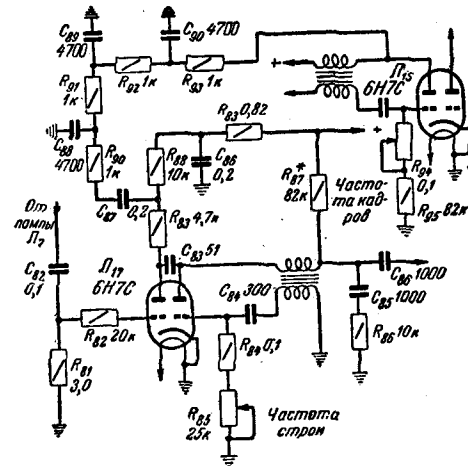 C89
4700
C90 4700
R91
1к
R92 1к
R93 1к
+
Л15
6Н7С
C88
4700
R90
1к
R88
10к
R83 0,82
C86
0,2
+
R87*
82к
Частота кадров
R94
0,1
R95 82к
C87
0,2
R83 4,7к
От лампы
Л7
C82
0,1
Л17
6Н7С
C83 51
C84 300
C86 1000
C85
1000
R82 20к
R81
3,0
R84 0,1
R86 10к
R85
25к
Частота
строк